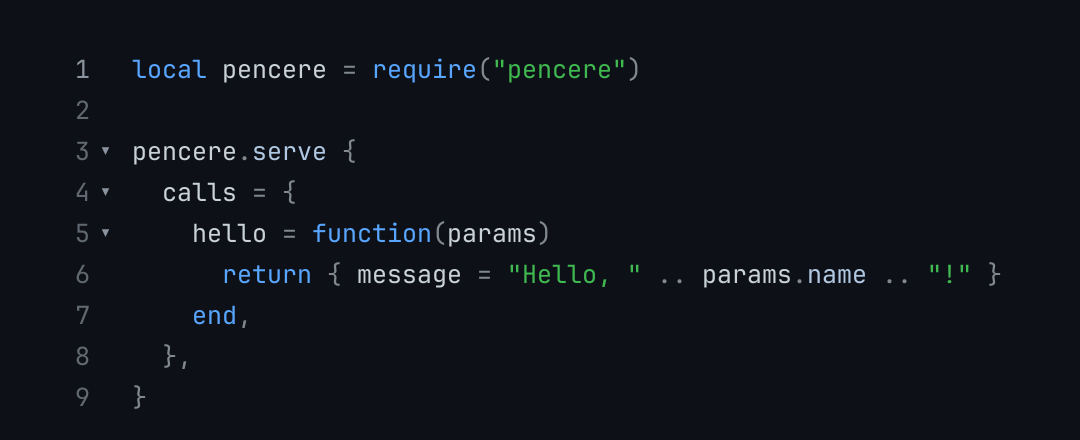 1 local pencere = require("pencere")
2
3 ▾ pencere.serve {
4 ▾   calls = {
5 ▾     hello = function(params)
6       return { message = "Hello, " .. params.name .. "!" }
7     end,
8   },
9 }